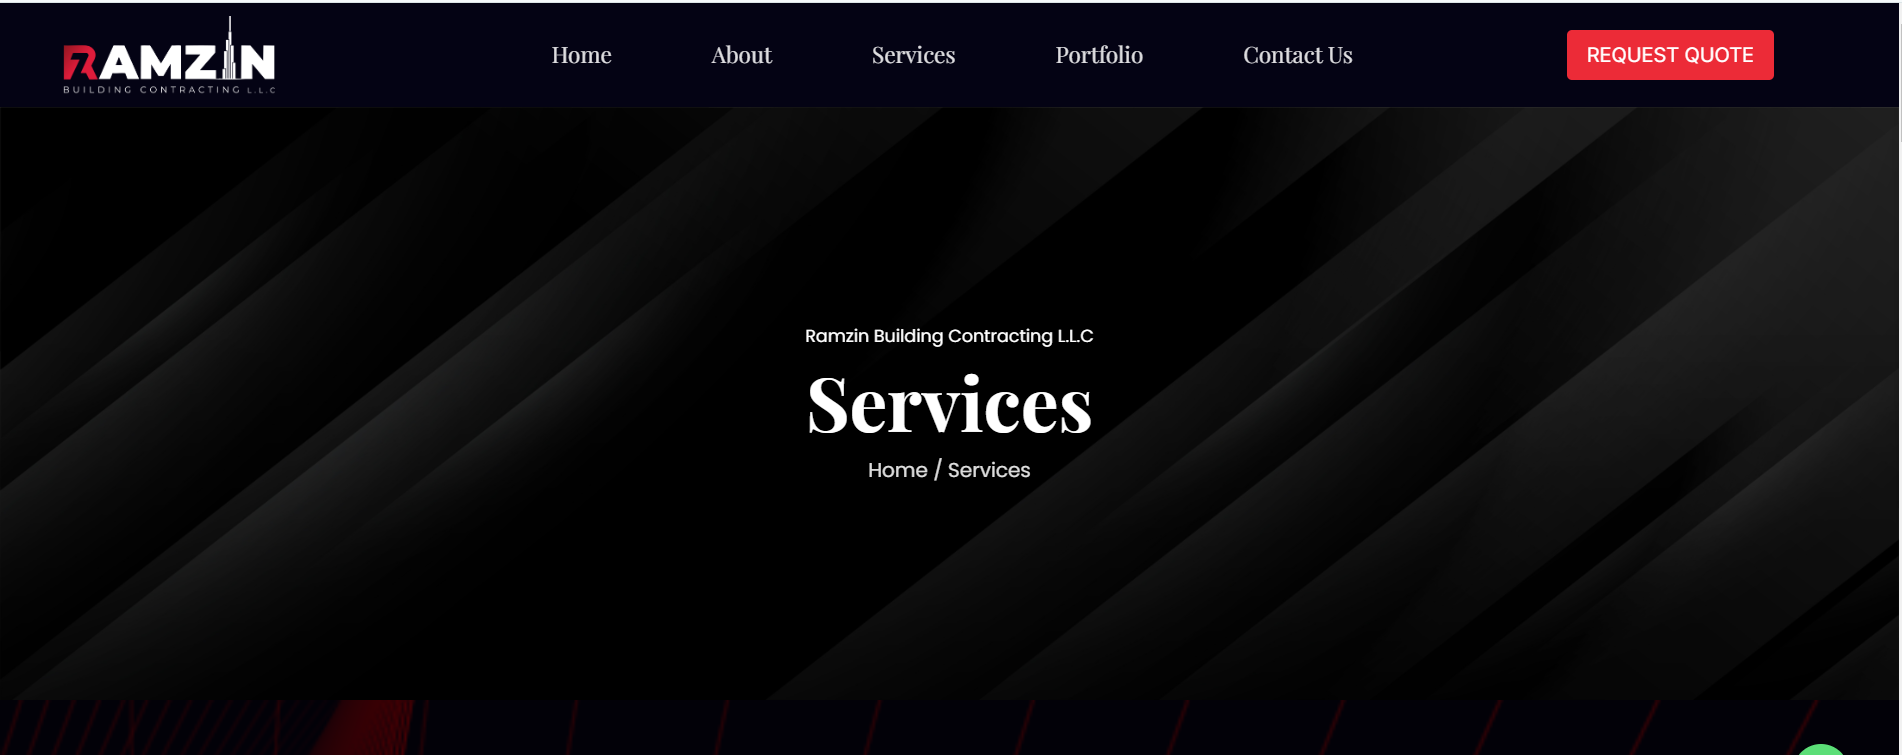 RAMZIN
BUILDING CONTRACTING L.L.C
Home
About
Services
Portfolio
Contact Us
REQUEST QUOTE
Ramzin Building Contracting L.L.C
Services
Home / Services